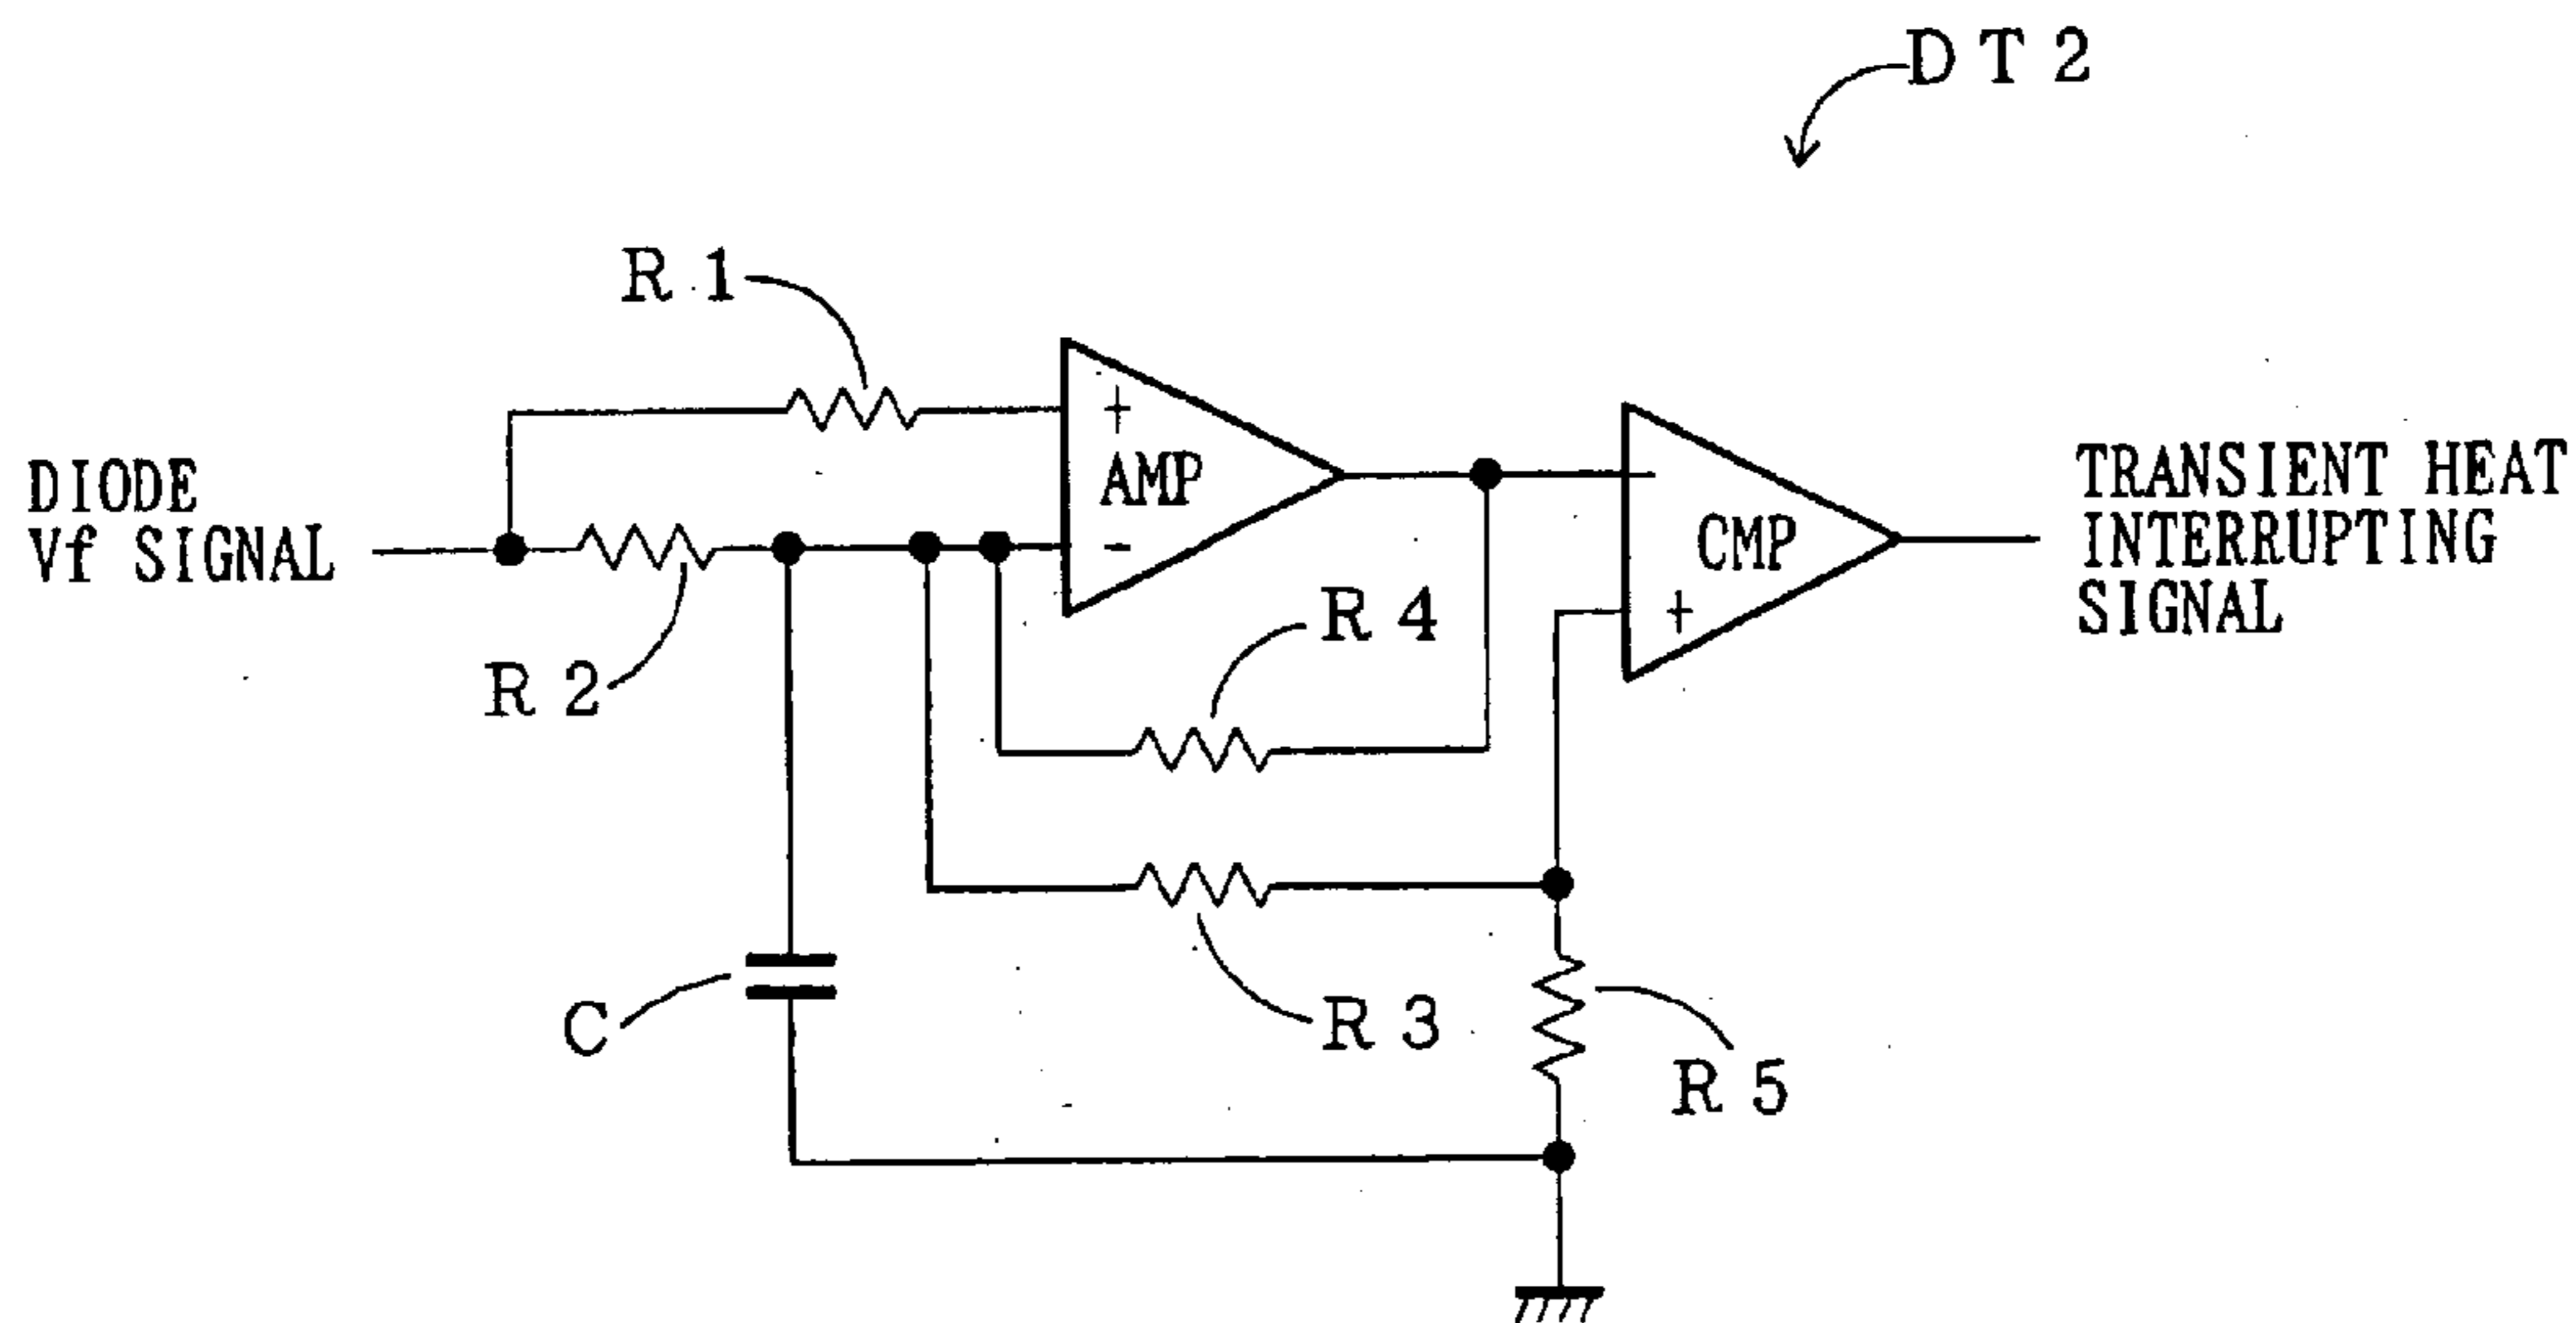 DT2
R1
+
AMP
-
DIODE
Vf SIGNAL
R2
R4
-
CMP
+
TRANSIENT HEAT
INTERRUPTING
SIGNAL
C
R3
R5